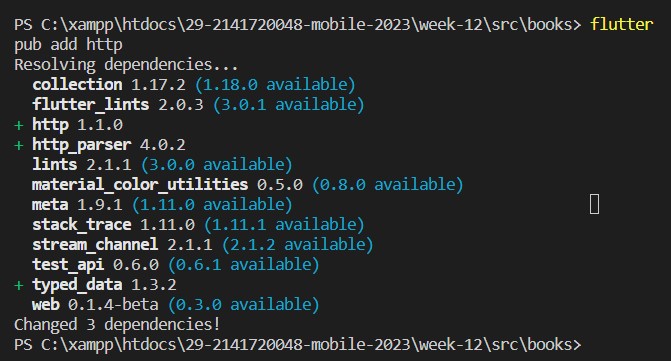 PS C:\xampp\htdocs\29-2141720048-mobile-2023\week-12\src\books> flutter
pub add http
Resolving dependencies...
  collection 1.17.2 (1.18.0 available)
  flutter_lints 2.0.3 (3.0.1 available)
+ http 1.1.0
+ http_parser 4.0.2
  lints 2.1.1 (3.0.0 available)
  material_color_utilities 0.5.0 (0.8.0 available)
  meta 1.9.1 (1.11.0 available)
  stack_trace 1.11.0 (1.11.1 available)
  stream_channel 2.1.1 (2.1.2 available)
  test_api 0.6.0 (0.6.1 available)
+ typed_data 1.3.2
  web 0.1.4-beta (0.3.0 available)
Changed 3 dependencies!
PS C:\xampp\htdocs\29-2141720048-mobile-2023\week-12\src\books>